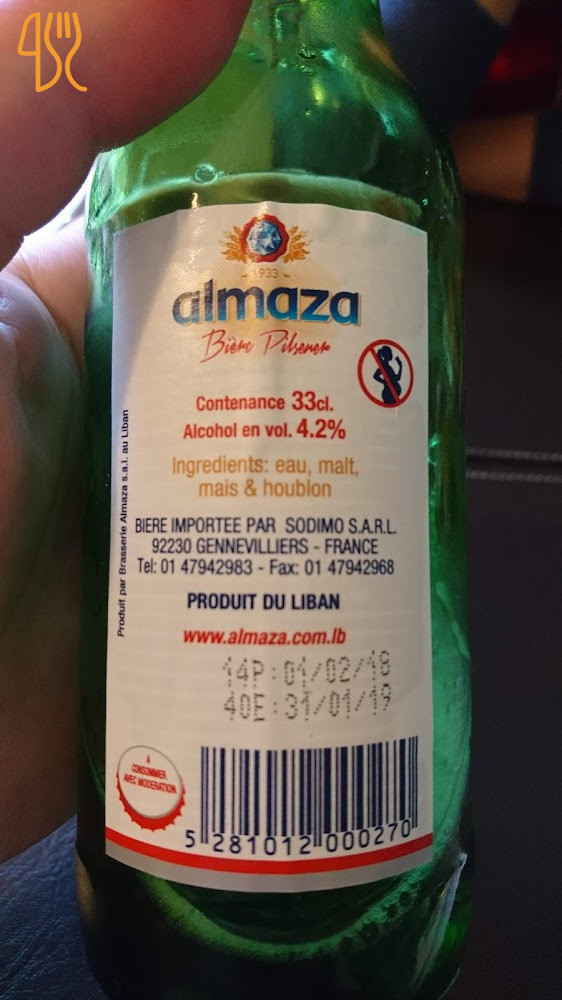 1933
almaza
Bière Pilsener
Contenance 33cl.
Alcohol en vol. 4.2%
Ingredients: eau, malt,
mais & houblon
BIERE IMPORTEE PAR SODIMO S.A.R.L.
92230 GENNEVILLIERS - FRANCE
Tel: 01 47942983 - Fax: 01 47942968
PRODUIT DU LIBAN
www.almaza.com.lb
14P : 01/02/18
40E : 31/01/19
Produit par Brasserie Almaza s.a.l. au Liban
A
CONSOMMER
AVEC MODERATION
5 281012 000270